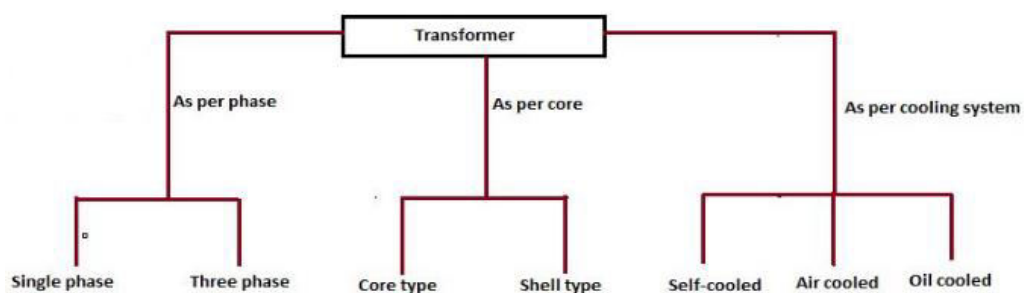 Transformer
As per phase
As per core
As per cooling system
Single phase
Three phase
Core type
Shell type
Self-cooled
Air cooled
Oil cooled